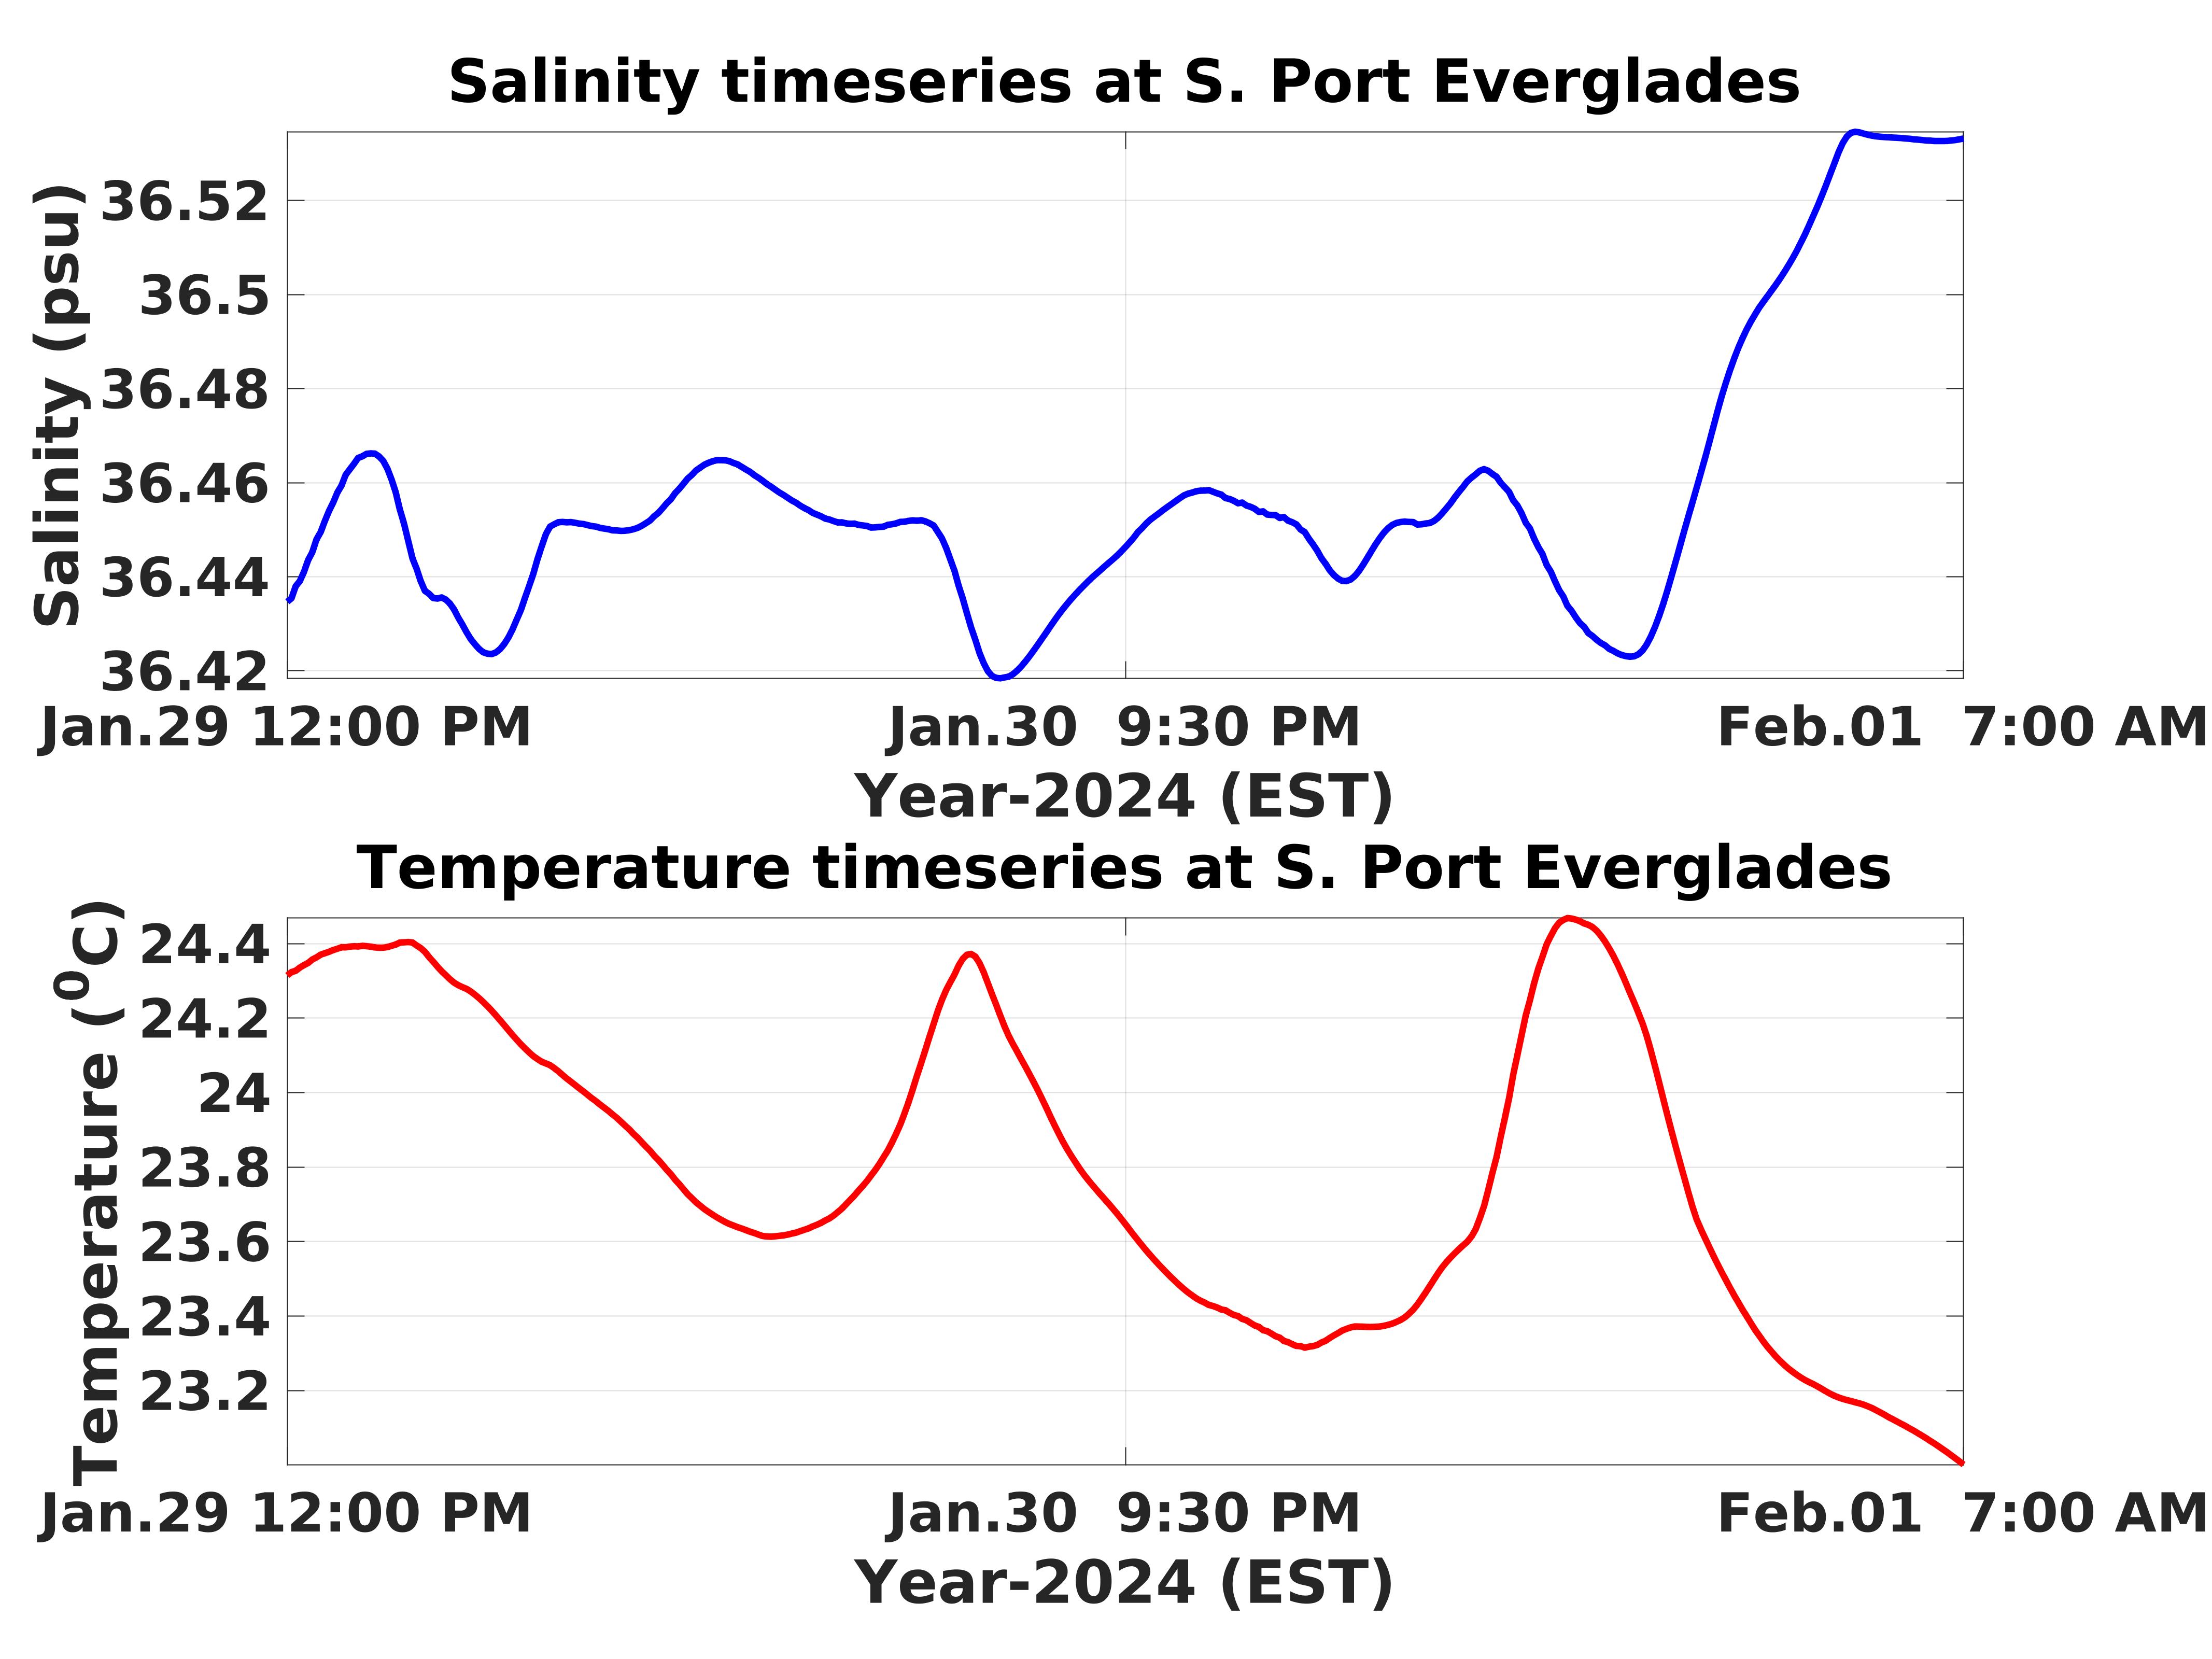 Salinity timeseries at S. Port Everglades
Salinity (psu)
36.52
36.5
36.48
36.46
36.44
36.42
Jan.29 12:00 PM Jan.30  9:30 PM Feb.01  7:00 AM
Year-2024 (EST)
Temperature timeseries at S. Port Everglades
Temperature (⁰C)
24.4
24.2
24
23.8
23.6
23.4
23.2
Jan.29 12:00 PM Jan.30  9:30 PM Feb.01  7:00 AM
Year-2024 (EST)